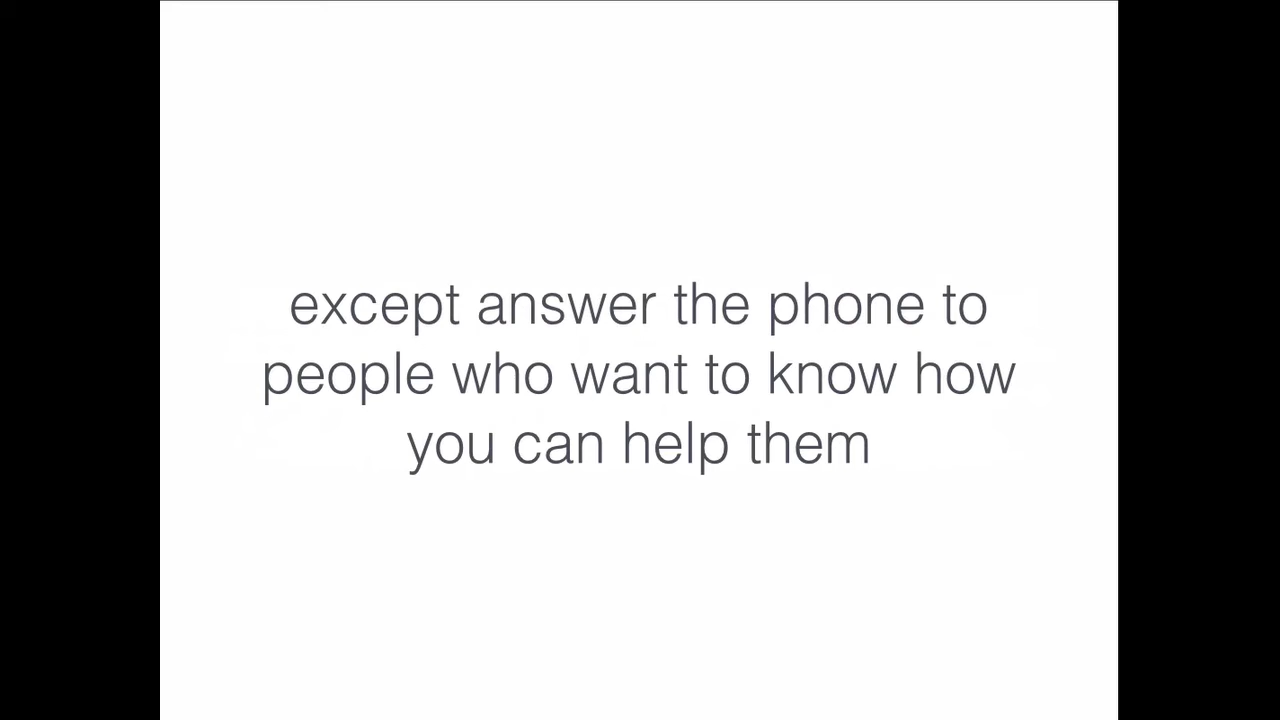 except answer the phone to
people who want to know how
you can help them